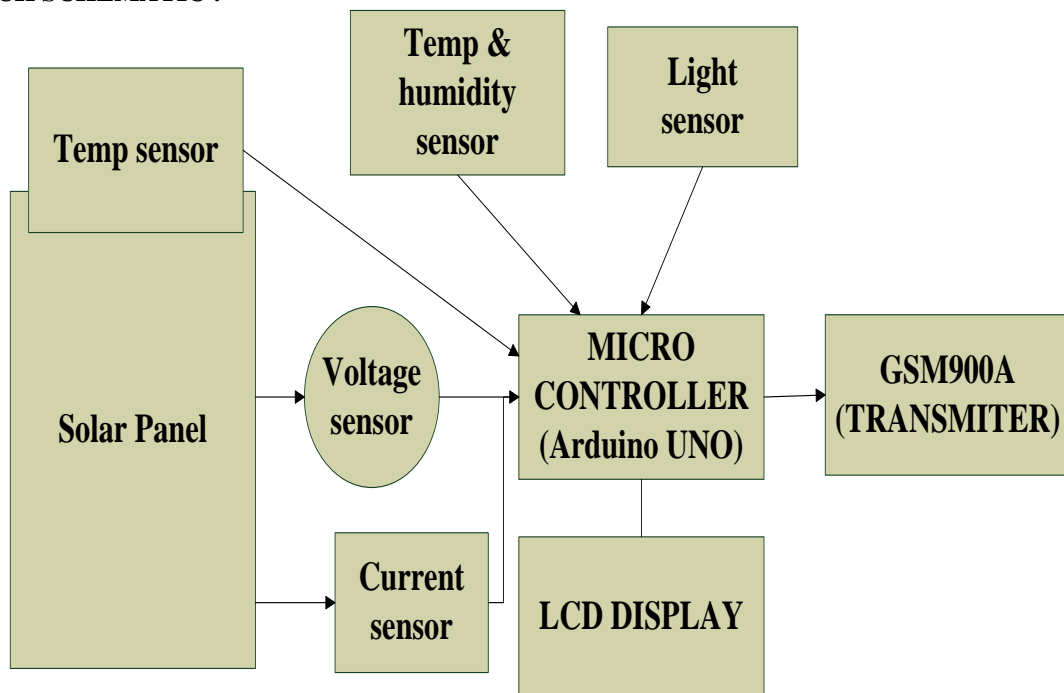 Temp &
humidity
sensor
Light
sensor
Temp sensor
Solar Panel
Voltage
sensor
MICRO
CONTROLLER
(Arduino UNO)
GSM900A
(TRANSMITER)
Current
sensor
LCD DISPLAY